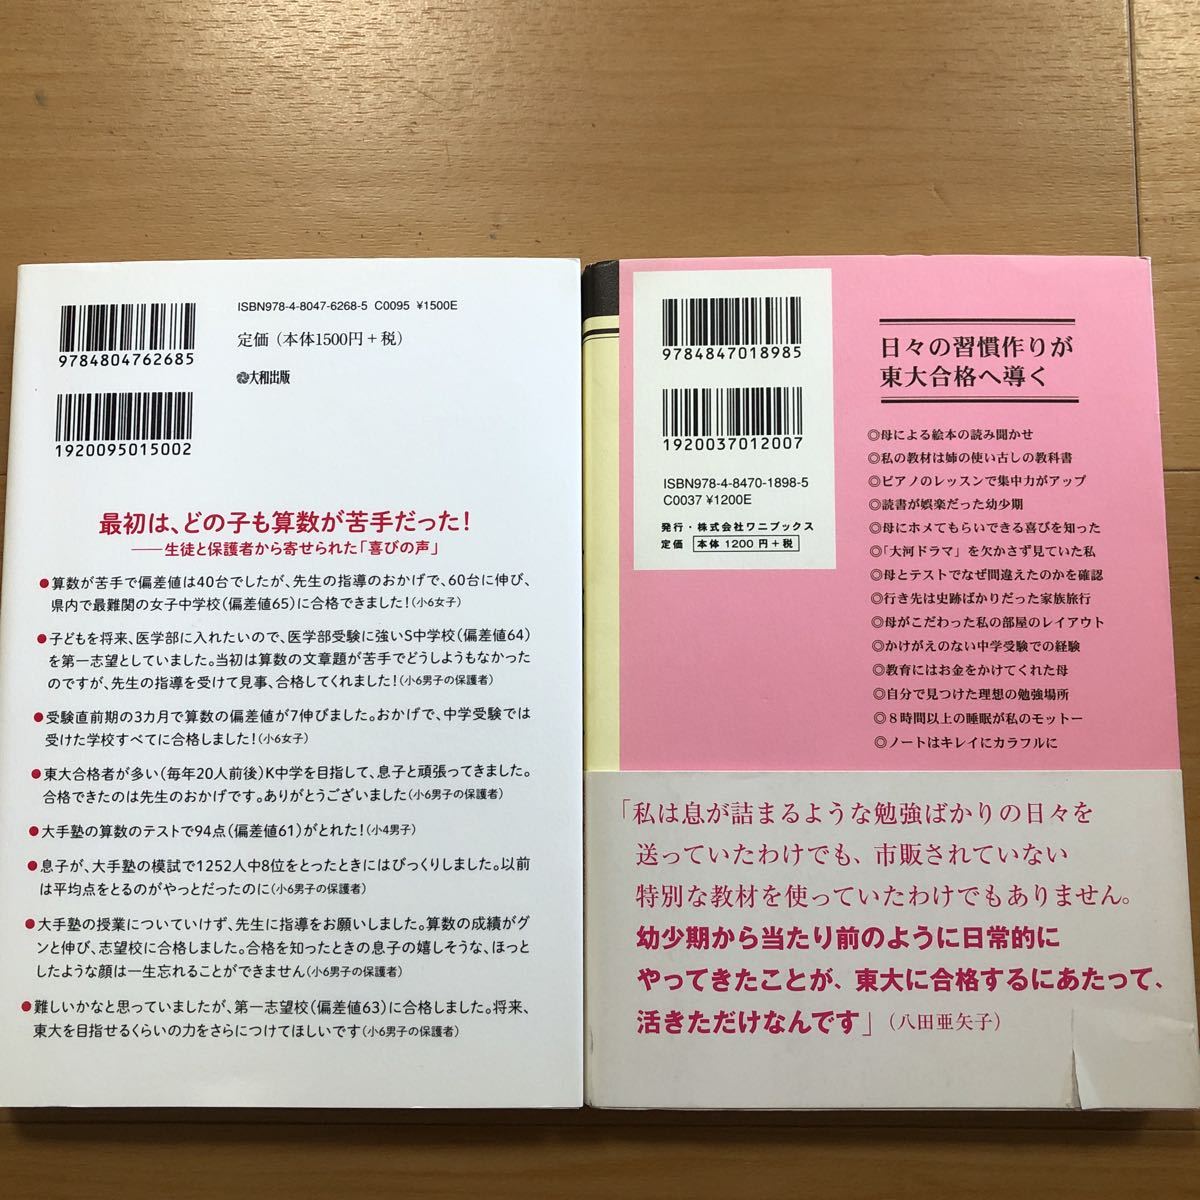 9784804762685
1920095015002
ISBN978-4-8047-6268-5 C0095 ¥1500E
定価（本体1500円＋税）
大和出版
最初は、どの子も算数が苦手だった！
――生徒と保護者から寄せられた「喜びの声」
●算数が苦手で偏差値は40台でしたが、先生の指導のおかげで、60台に伸び、
県内で最難関の女子中学校（偏差値65）に合格できました！（小6女子）
●子どもを将来、医学部に入れたいので、医学部受験に強いS中学校（偏差値64）
を第一志望としていました。当初は算数の文章題が苦手でどうしようもなかった
のですが、先生の指導を受けて見事、合格してくれました！（小6男子の保護者）
●受験直前期の3カ月で算数の偏差値が7伸びました。おかげで、中学受験では
受けた学校すべてに合格しました！（小6女子）
●東大合格者が多い（毎年20人前後）K中学を目指して、息子と頑張ってきました。
合格できたのは先生のおかげです。ありがとうございました（小6男子の保護者）
●大手塾の算数のテストで94点（偏差値61）がとれた！（小4男子）
●息子が、大手塾の模試で1252人中8位をとったときにはびっくりしました。以前
は平均点をとるのがやっとだったのに（小6男子の保護者）
●大手塾の授業についていけず、先生に指導をお願いしました。算数の成績がグ
ンと伸び、志望校に合格しました。合格を知ったときの息子の嬉しそうな、ほっと
したような顔は一生忘れることができません（小6男子の保護者）
●難しいかなと思っていましたが、第一志望校（偏差値63）に合格しました。将来、
東大を目指せるくらいの力をさらにつけてほしいです（小6男子の保護者）
9784847018985
1920037012007
ISBN978-4-8470-1898-5
C0037 ¥1200E
発行・株式会社ワニブックス
定価 本体1200円＋税
日々の習慣作りが
東大合格へ導く
◎母による絵本の読み聞かせ
◎私の教材は姉の使い古しの教科書
◎ピアノのレッスンで集中力がアップ
◎読書が娯楽だった幼少期
◎母にホメてもらいできる喜びを知った
◎「大河ドラマ」を欠かさず見ていた私
◎母とテストでなぜ間違えたのかを確認
◎行き先は史跡ばかりだった家族旅行
◎母がこだわった私の部屋のレイアウト
◎かけがえのない中学受験での経験
◎教育にはお金をかけてくれた母
◎自分で見つけた理想の勉強場所
◎8時間以上の睡眠が私のモットー
◎ノートはキレイにカラフルに
「私は息が詰まるような勉強ばかりの日々を
送っていたわけでも、市販されていない
特別な教材を使っていたわけでもありません。
幼少期から当たり前のように日常的に
やってきたことが、東大に合格するにあたって、
活きただけなんです」（八田亜矢子）